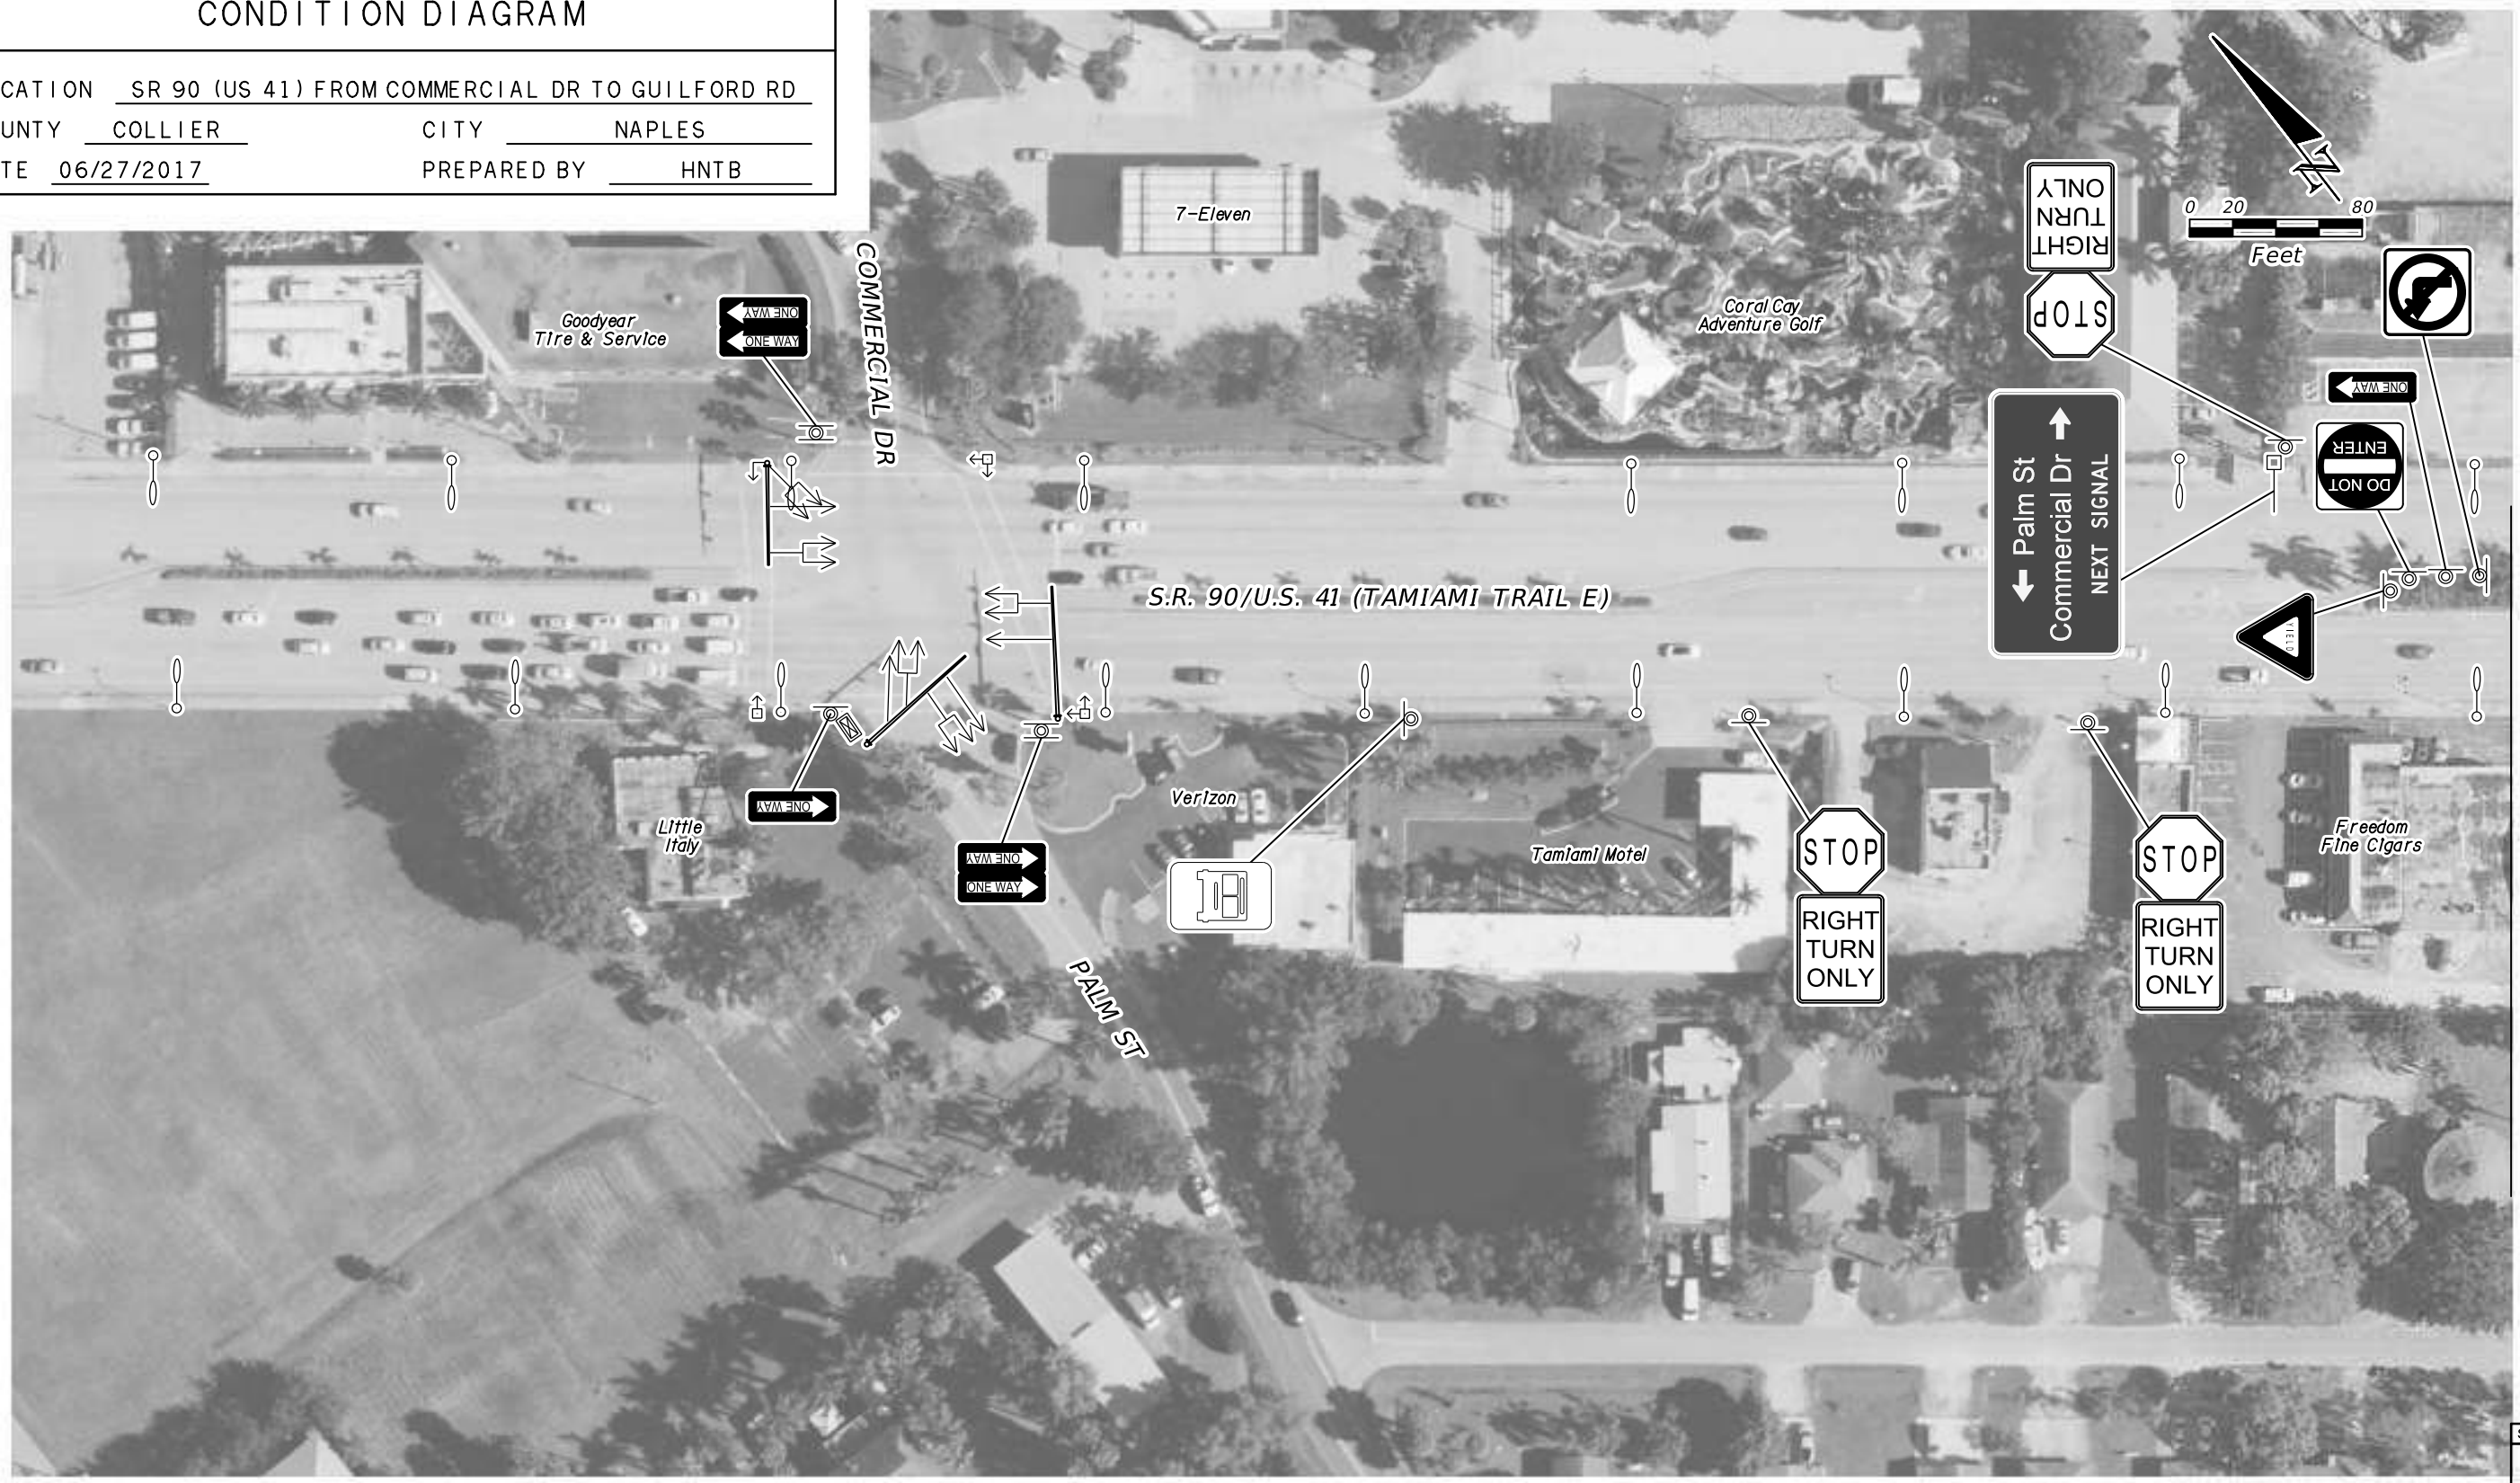 CONDITION DIAGRAM
CATION SR 90 (US 41) FROM COMMERCIAL DR TO GUILFORD RD
UNTY COLLIER CITY NAPLES
TE 06/27/2017 PREPARED BY HNTB
7-Eleven
Goodyear
Tire & Service
ONE WAY
ONE WAY
COMMERCIAL DR
Coral Cay
Adventure Golf
RIGHT
TURN
ONLY
STOP
N
0 20 80
Feet
ONE WAY
DO NOT
ENTER
Palm St
Commercial Dr
NEXT SIGNAL
S.R. 90/U.S. 41 (TAMIAMI TRAIL E)
YIELD
ONE WAY
Little
Italy
ONE WAY
ONE WAY
Verizon
Tamiami Motel
STOP
RIGHT
TURN
ONLY
STOP
RIGHT
TURN
ONLY
Freedom
Fine Cigars
PALM ST